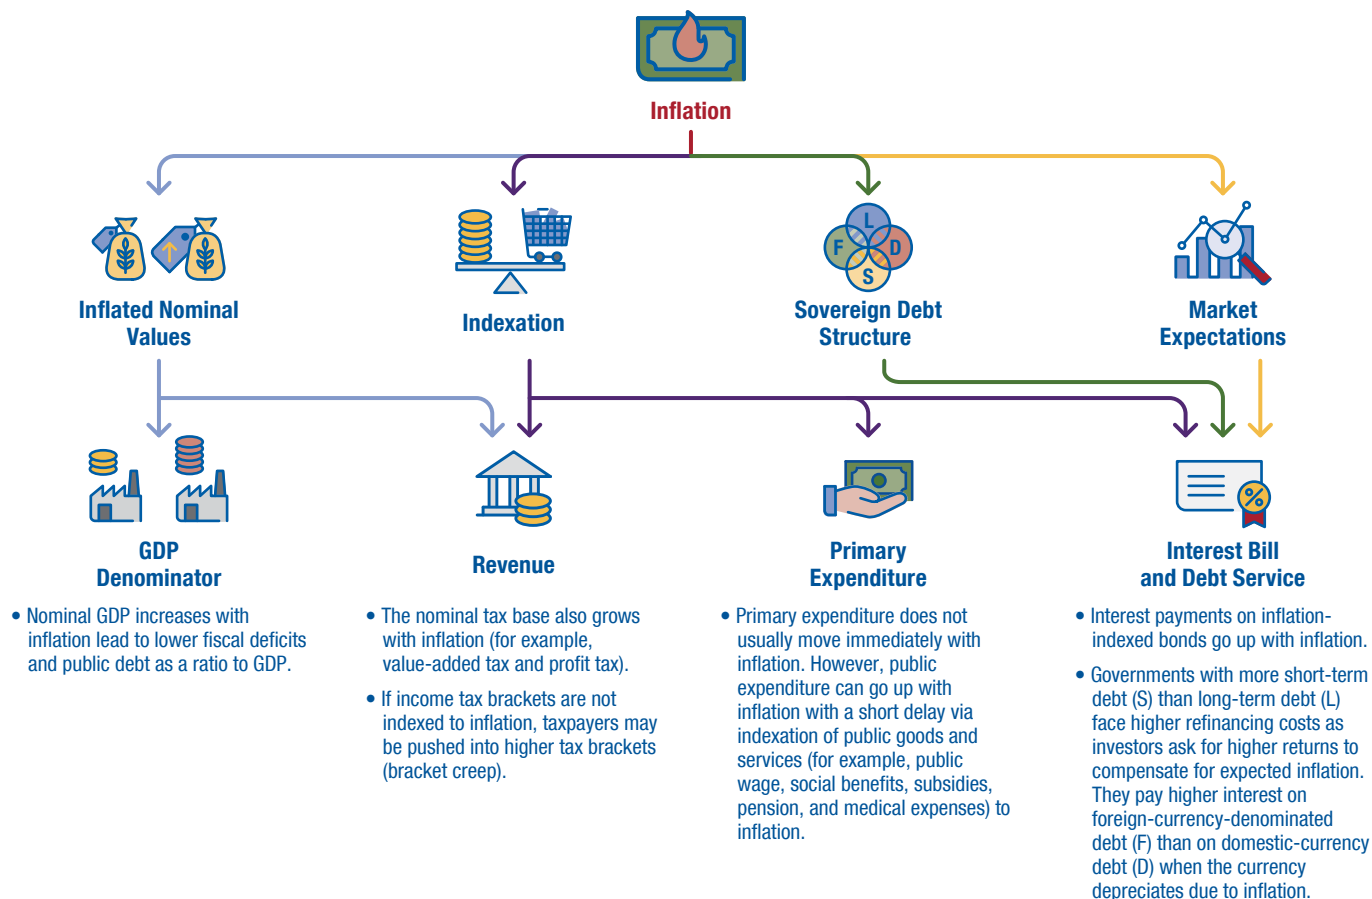 Inflation
L
F
D
S
Inflated Nominal
Values
Indexation
Sovereign Debt
Structure
Market
Expectations
%
GDP
Denominator
Revenue
Primary
Expenditure
Interest Bill
and Debt Service
• Nominal GDP increases with
inflation lead to lower fiscal deficits
and public debt as a ratio to GDP.
• The nominal tax base also grows
with inflation (for example,
value-added tax and profit tax).
• If income tax brackets are not
indexed to inflation, taxpayers may
be pushed into higher tax brackets
(bracket creep).
• Primary expenditure does not
usually move immediately with
inflation. However, public
expenditure can go up with
inflation with a short delay via
indexation of public goods and
services (for example, public
wage, social benefits, subsidies,
pension, and medical expenses) to
inflation.
• Interest payments on inflation-
indexed bonds go up with inflation.
• Governments with more short-term
debt (S) than long-term debt (L)
face higher refinancing costs as
investors ask for higher returns to
compensate for expected inflation.
They pay higher interest on
foreign-currency-denominated
debt (F) than on domestic-currency
debt (D) when the currency
depreciates due to inflation.